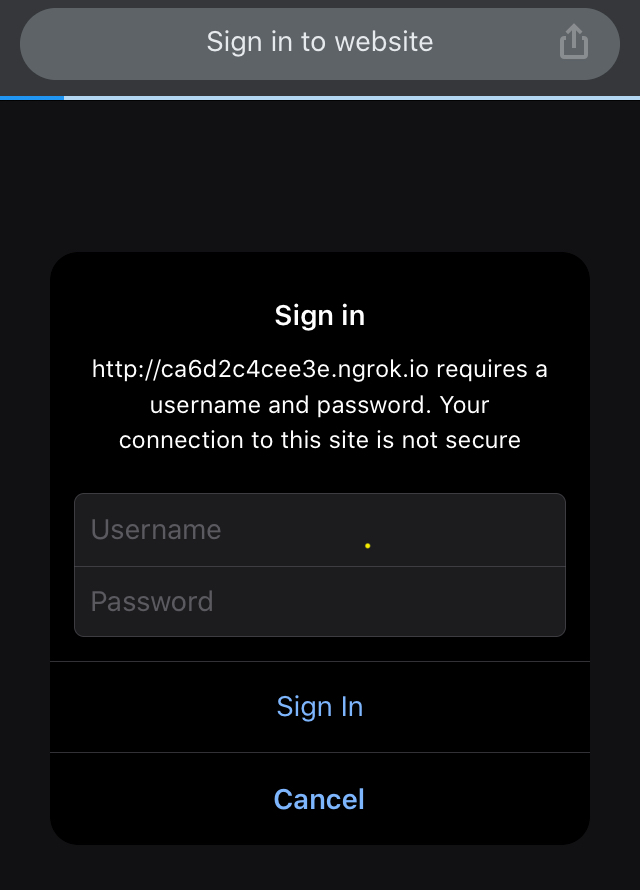 Sign in to website
Sign in
http://ca6d2c4cee3e.ngrok.io requires a
username and password. Your
connection to this site is not secure
Username
Password
Sign In
Cancel